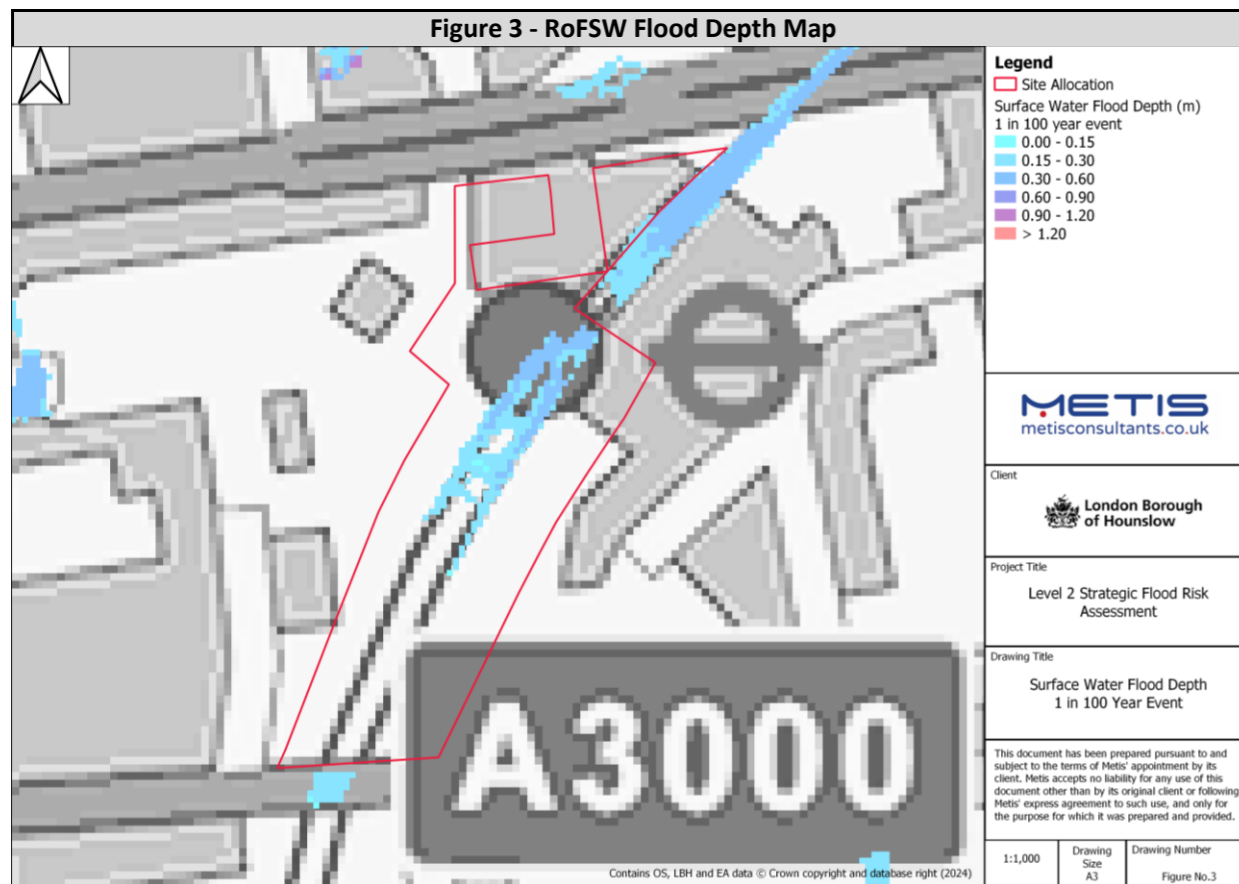 Figure 3 - RoFSW Flood Depth Map
Legend
Site Allocation
Surface Water Flood Depth (m)
1 in 100 year event
0.00 - 0.15
0.15 - 0.30
0.30 - 0.60
0.60 - 0.90
0.90 - 1.20
> 1.20
METIS
metisconsultants.co.uk
Client
London Borough
of Hounslow
Project Title
Level 2 Strategic Flood Risk
Assessment
Drawing Title
Surface Water Flood Depth
1 in 100 Year Event
This document has been prepared pursuant to and
subject to the terms of Metis' appointment by its
client. Metis accepts no liability for any use of this
document other than by its original client or following
Metis' express agreement to such use, and only for
the purpose for which it was prepared and provided.
1:1,000
Drawing
Size
A3
Drawing Number
Figure No.3
A3000
Contains OS, LBH and EA data © Crown copyright and database right (2024)